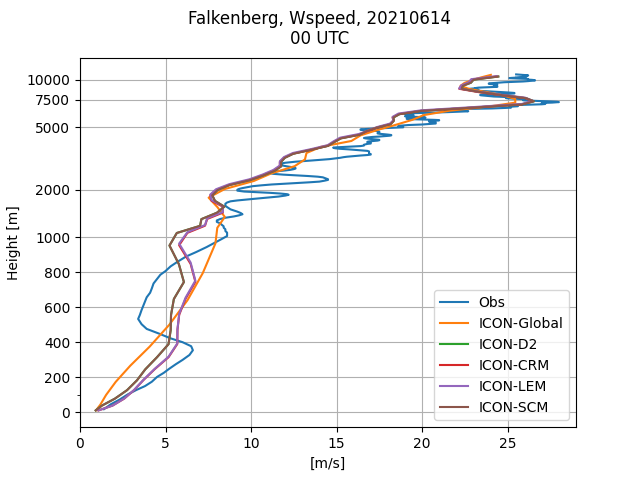 Falkenberg, Wspeed, 20210614
00 UTC
10000
7500
5000
2000
1000
800
600
400
200
0
Height [m]
0 5 10 15 20 25
[m/s]
Obs
ICON-Global
ICON-D2
ICON-CRM
ICON-LEM
ICON-SCM